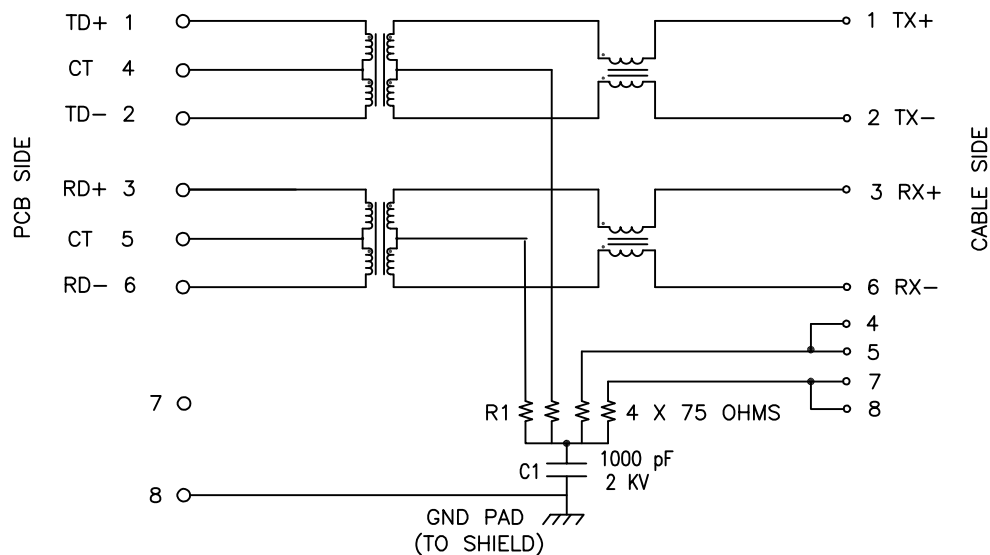 TD+ 1
CT 4
TD- 2
RD+ 3
CT 5
RD- 6
7
8
PCB SIDE
1 TX+
2 TX-
3 RX+
6 RX-
4
5
7
8
CABLE SIDE
R1
4 X 75 OHMS
C1
1000 pF
2 KV
GND PAD
(TO SHIELD)